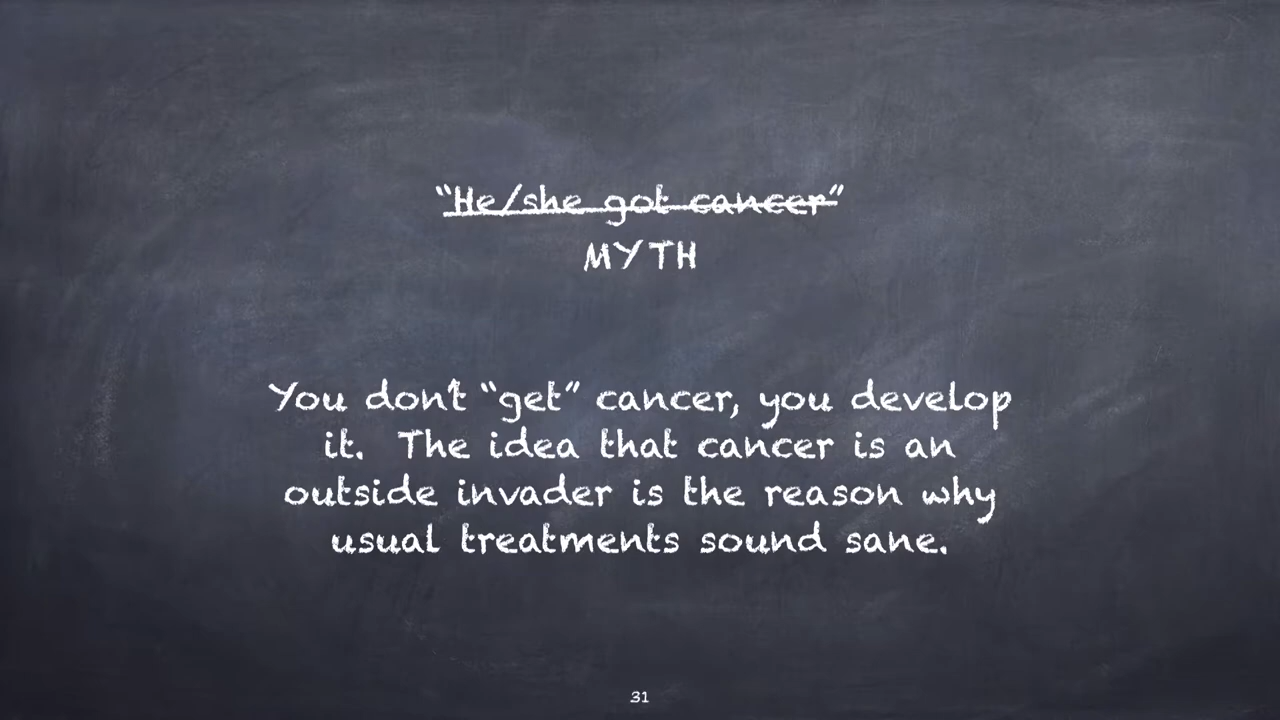 “He/she got cancer”
MYTH
You don't “get” cancer, you develop
it. The idea that cancer is an
outside invader is the reason why
usual treatments sound sane.
31